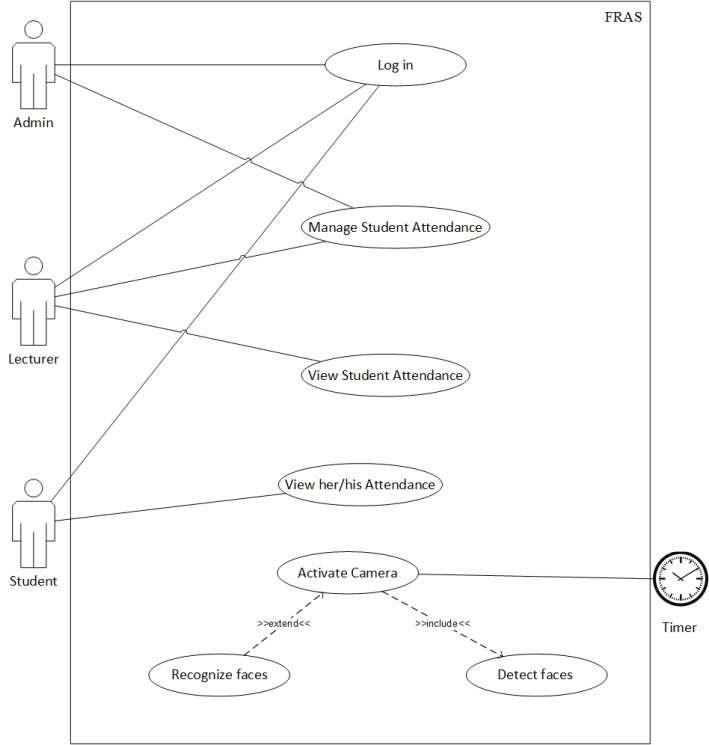 FRAS
Log in
Admin
Manage Student Attendance
Lecturer
View Student Attendance
View her/his Attendance
Student
Activate Camera
Timer
>>extend<<
>>include<<
Recognize faces
Detect faces